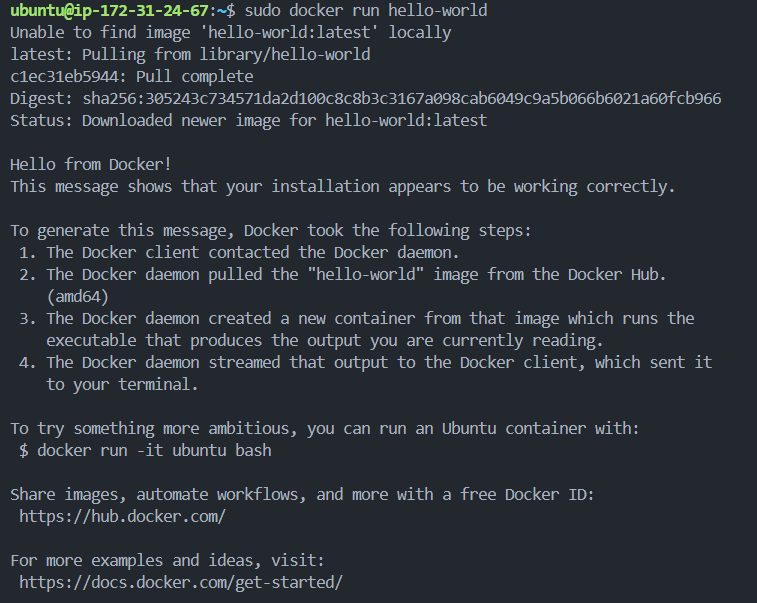 ubuntu@ip-172-31-24-67:~$ sudo docker run hello-world
Unable to find image 'hello-world:latest' locally
latest: Pulling from library/hello-world
c1ec31eb5944: Pull complete
Digest: sha256:305243c734571da2d100c8c8b3c3167a098cab6049c9a5b066b6021a60fcb966
Status: Downloaded newer image for hello-world:latest

Hello from Docker!
This message shows that your installation appears to be working correctly.

To generate this message, Docker took the following steps:
 1. The Docker client contacted the Docker daemon.
 2. The Docker daemon pulled the "hello-world" image from the Docker Hub.
    (amd64)
 3. The Docker daemon created a new container from that image which runs the
    executable that produces the output you are currently reading.
 4. The Docker daemon streamed that output to the Docker client, which sent it
    to your terminal.

To try something more ambitious, you can run an Ubuntu container with:
 $ docker run -it ubuntu bash

Share images, automate workflows, and more with a free Docker ID:
 https://hub.docker.com/

For more examples and ideas, visit:
 https://docs.docker.com/get-started/